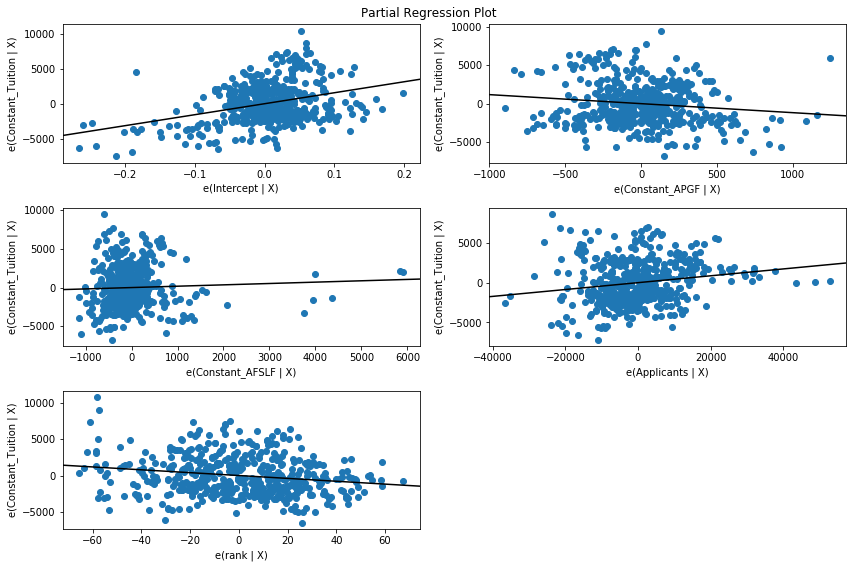 Partial Regression Plot
e(Constant_Tuition | X)
10000
5000
0
−5000
−0.2 −0.1 0.0 0.1 0.2
e(Intercept | X)
e(Constant_Tuition | X)
10000
5000
0
−5000
−1000 −500 0 500 1000
e(Constant_APGF | X)
e(Constant_Tuition | X)
10000
5000
0
−5000
−1000 0 1000 2000 3000 4000 5000 6000
e(Constant_AFSLF | X)
e(Constant_Tuition | X)
5000
0
−5000
−40000 −20000 0 20000 40000
e(Applicants | X)
e(Constant_Tuition | X)
10000
5000
0
−5000
−60 −40 −20 0 20 40 60
e(rank | X)